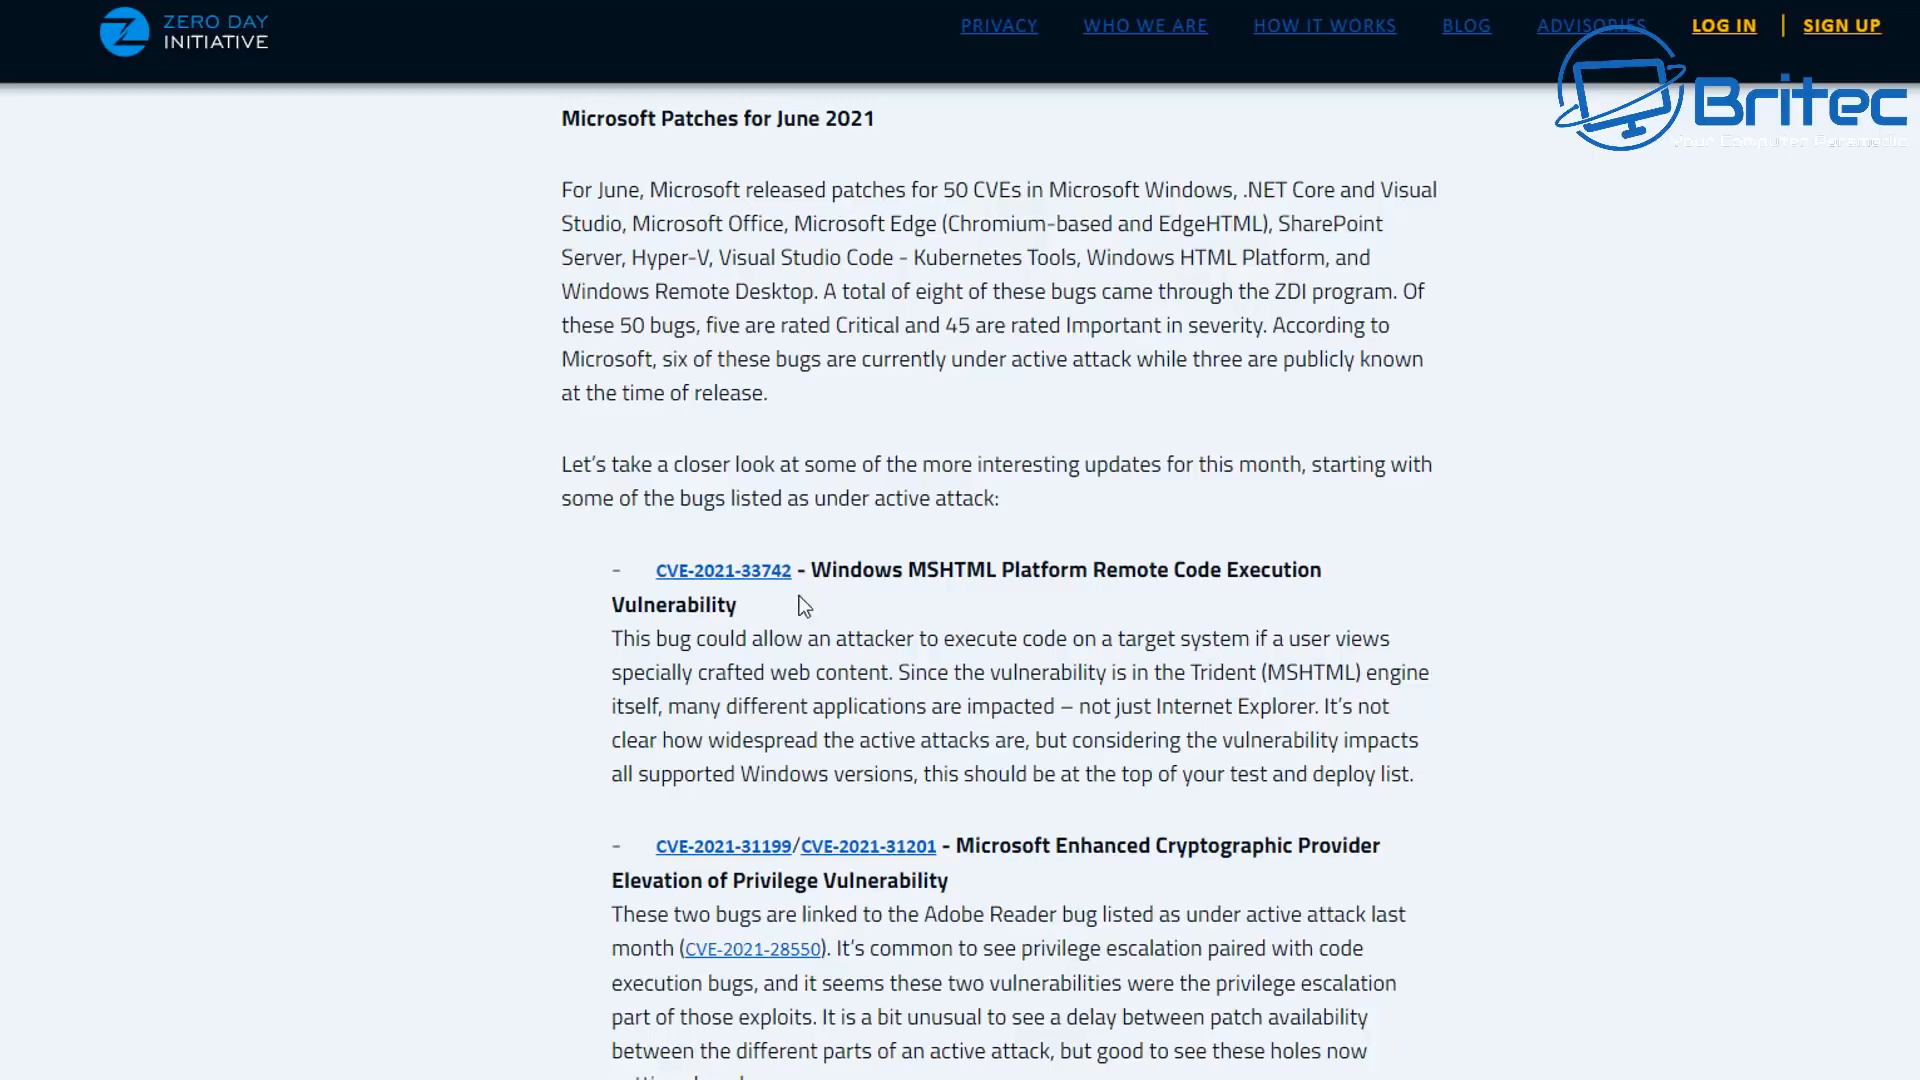 ZERO DAY
INITIATIVE
PRIVACY WHO WE ARE HOW IT WORKS BLOG ADVISORIES LOG IN | SIGN UP
Britec
Your Computer Paramedic
Microsoft Patches for June 2021
For June, Microsoft released patches for 50 CVEs in Microsoft Windows, .NET Core and Visual
Studio, Microsoft Office, Microsoft Edge (Chromium-based and EdgeHTML), SharePoint
Server, Hyper-V, Visual Studio Code - Kubernetes Tools, Windows HTML Platform, and
Windows Remote Desktop. A total of eight of these bugs came through the ZDI program. Of
these 50 bugs, five are rated Critical and 45 are rated Important in severity. According to
Microsoft, six of these bugs are currently under active attack while three are publicly known
at the time of release.
Let’s take a closer look at some of the more interesting updates for this month, starting with
some of the bugs listed as under active attack:
- CVE-2021-33742 - Windows MSHTML Platform Remote Code Execution
Vulnerability
This bug could allow an attacker to execute code on a target system if a user views
specially crafted web content. Since the vulnerability is in the Trident (MSHTML) engine
itself, many different applications are impacted – not just Internet Explorer. It’s not
clear how widespread the active attacks are, but considering the vulnerability impacts
all supported Windows versions, this should be at the top of your test and deploy list.
- CVE-2021-31199/CVE-2021-31201 - Microsoft Enhanced Cryptographic Provider
Elevation of Privilege Vulnerability
These two bugs are linked to the Adobe Reader bug listed as under active attack last
month (CVE-2021-28550). It’s common to see privilege escalation paired with code
execution bugs, and it seems these two vulnerabilities were the privilege escalation
part of those exploits. It is a bit unusual to see a delay between patch availability
between the different parts of an active attack, but good to see these holes now